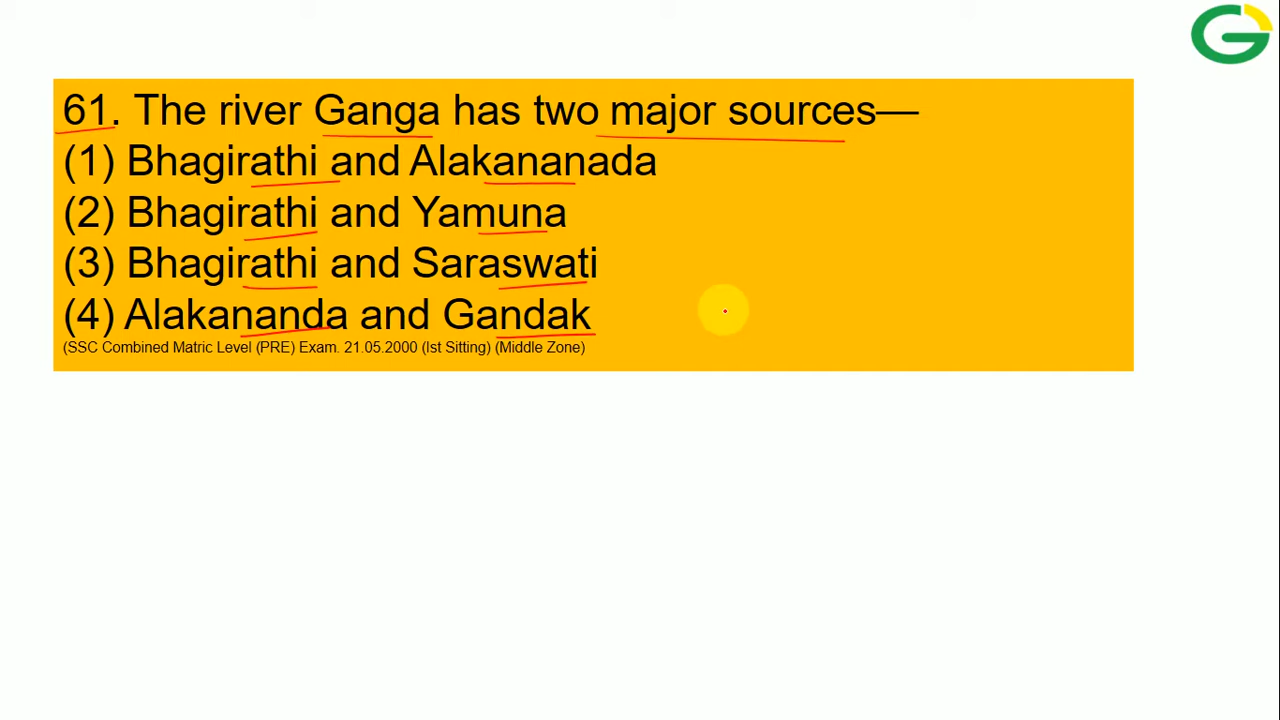 61. The river Ganga has two major sources—
(1) Bhagirathi and Alakananada
(2) Bhagirathi and Yamuna
(3) Bhagirathi and Saraswati
(4) Alakananda and Gandak
(SSC Combined Matric Level (PRE) Exam. 21.05.2000 (Ist Sitting) (Middle Zone)